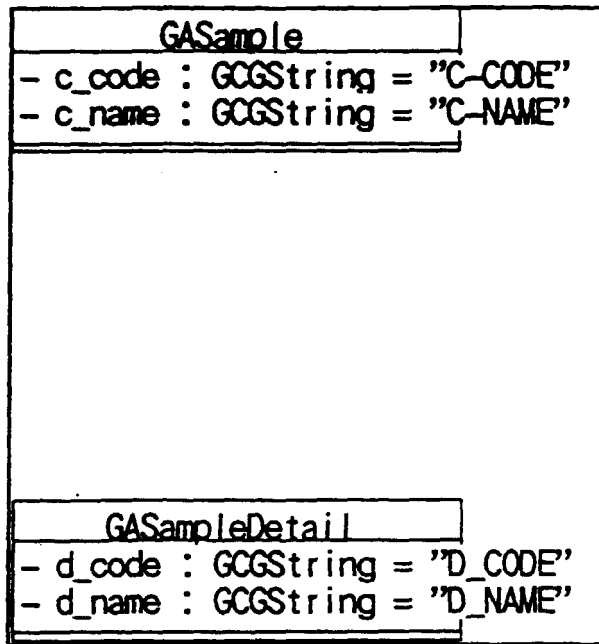 GASample
- c_code : GCGString = "C-CODE"
- c_name : GCGString = "C-NAME"
GASampleDetail
- d_code : GCGString = "D_CODE"
- d_name : GCGString = "D_NAME"